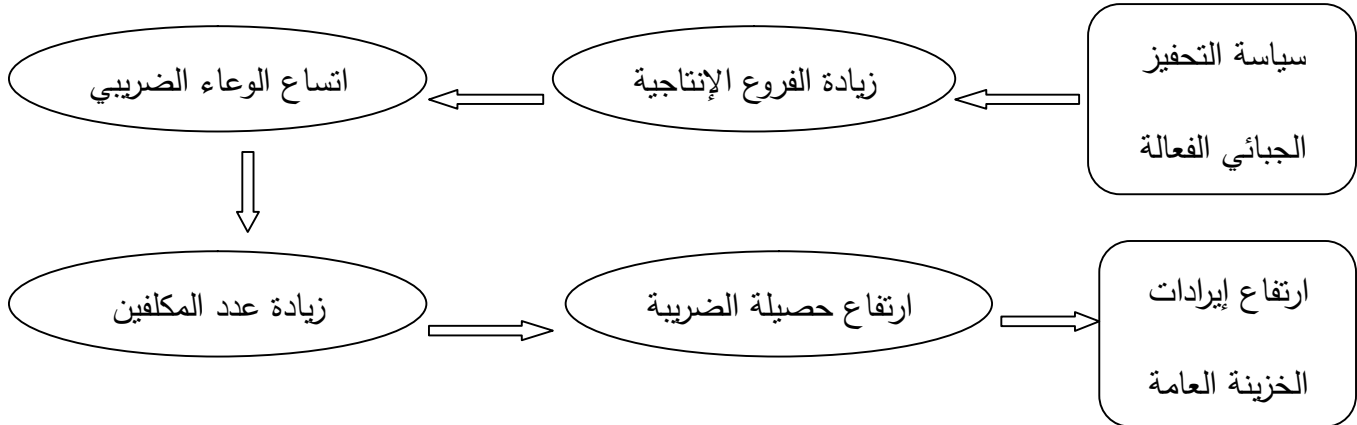 سياسة التحفيز
الجبائي الفعالة
زيادة الفروع الإنتاجية
اتساع الوعاء الضريبي
زيادة عدد المكلفين
ارتفاع حصيلة الضريبة
ارتفاع إيرادات
الخزينة العامة